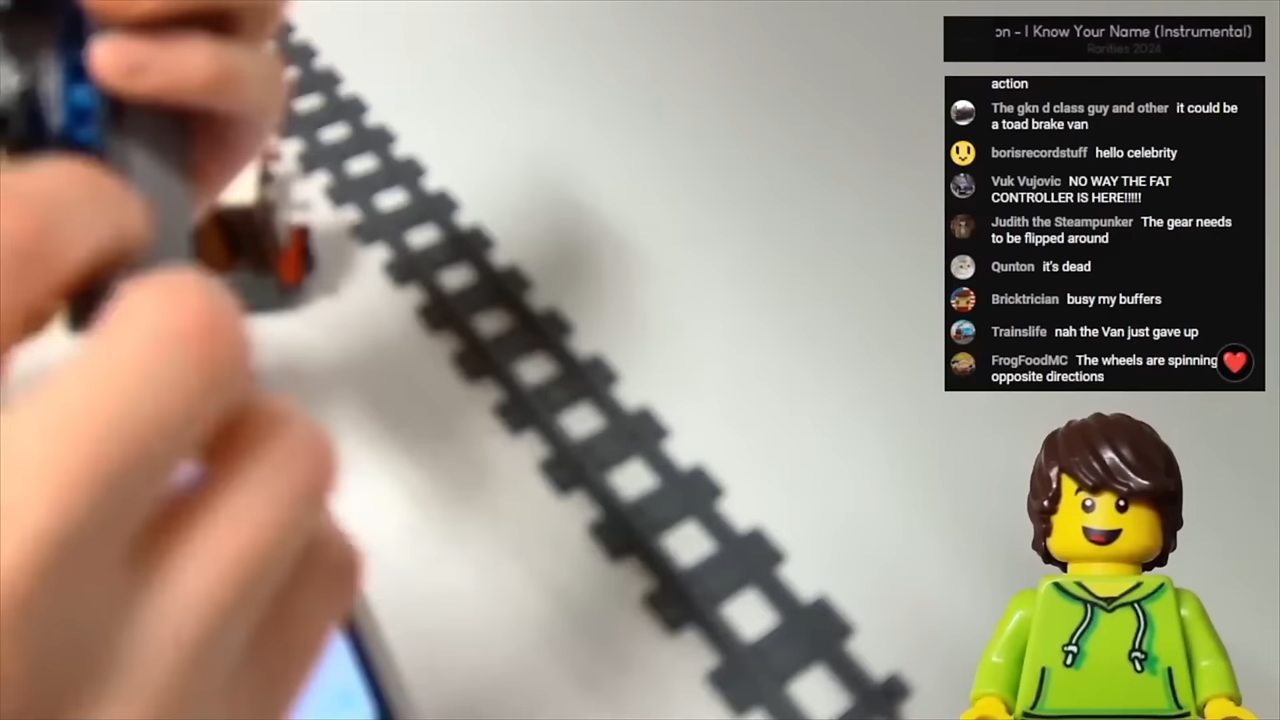 on - I Know Your Name (Instrumental)
Rarities 2024
action
The gkn d class guy and other it could be
a toad brake van
borisrecordstuff hello celebrity
Vuk Vujovic NO WAY THE FAT
CONTROLLER IS HERE!!!!!
Judith the Steampunker The gear needs
to be flipped around
Qunton it's dead
Bricktrician busy my buffers
Trainslife nah the Van just gave up
FrogFoodMC The wheels are spinning
opposite directions